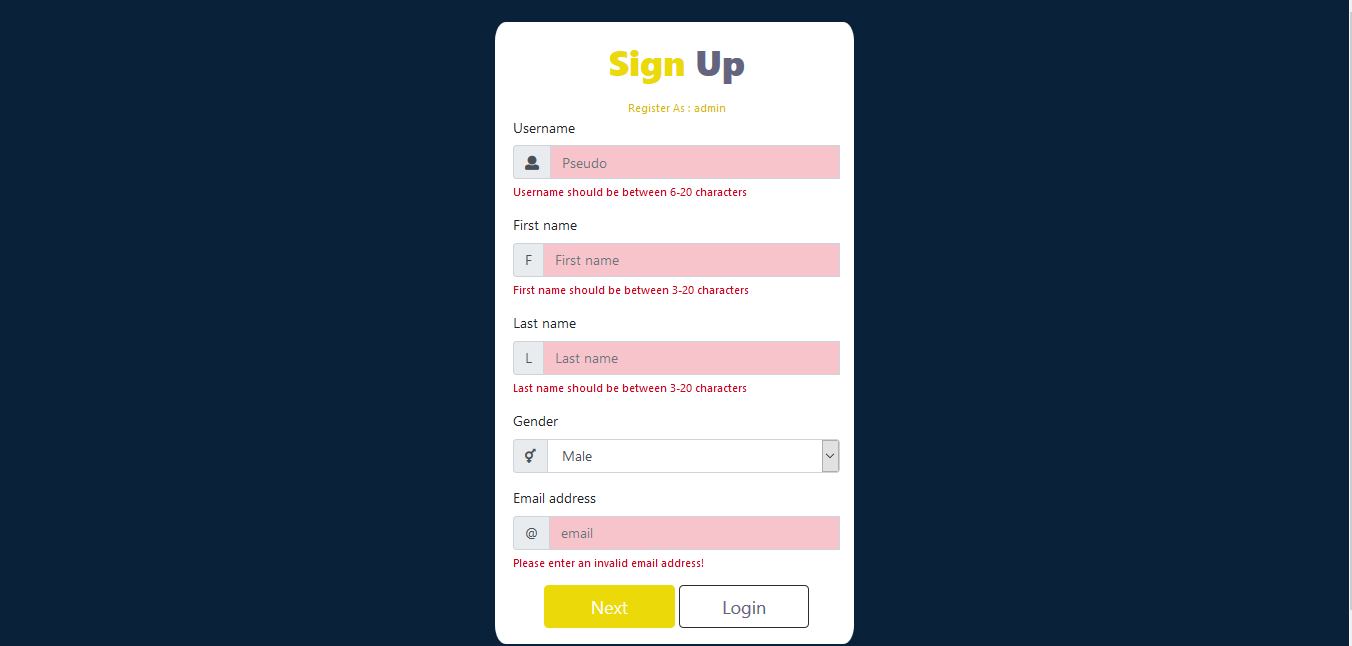 Sign Up
Register As : admin
Username
Pseudo
Username should be between 6-20 characters
First name
F First name
First name should be between 3-20 characters
Last name
L Last name
Last name should be between 3-20 characters
Gender
Male
Email address
@ email
Please enter an invalid email address!
Next Login